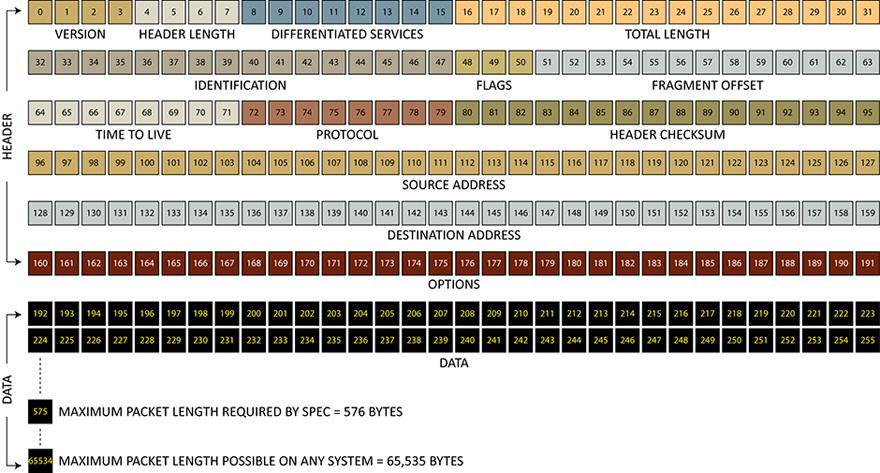 0 1 2 3 4 5 6 7 8 9 10 11 12 13 14 15 16 17 18 19 20 21 22 23 24 25 26 27 28 29 30 31
VERSION HEADER LENGTH DIFFERENTIATED SERVICES TOTAL LENGTH
32 33 34 35 36 37 38 39 40 41 42 43 44 45 46 47 48 49 50 51 52 53 54 55 56 57 58 59 60 61 62 63
IDENTIFICATION FLAGS FRAGMENT OFFSET
64 65 66 67 68 69 70 71 72 73 74 75 76 77 78 79 80 81 82 83 84 85 86 87 88 89 90 91 92 93 94 95
TIME TO LIVE PROTOCOL HEADER CHECKSUM
HEADER
96 97 98 99 100 101 102 103 104 105 106 107 108 109 110 111 112 113 114 115 116 117 118 119 120 121 122 123 124 125 126 127
SOURCE ADDRESS
128 129 130 131 132 133 134 135 136 137 138 139 140 141 142 143 144 145 146 147 148 149 150 151 152 153 154 155 156 157 158 159
DESTINATION ADDRESS
160 161 162 163 164 165 166 167 168 169 170 171 172 173 174 175 176 177 178 179 180 181 182 183 184 185 186 187 188 189 190 191
OPTIONS
192 193 194 195 196 197 198 199 200 201 202 203 204 205 206 207 208 209 210 211 212 213 214 215 216 217 218 219 220 221 222 223
224 225 226 227 228 229 230 231 232 233 234 235 236 237 238 239 240 241 242 243 244 245 246 247 248 249 250 251 252 253 254 255
DATA
DATA
575 MAXIMUM PACKET LENGTH REQUIRED BY SPEC = 576 BYTES
65534 MAXIMUM PACKET LENGTH POSSIBLE ON ANY SYSTEM = 65,535 BYTES